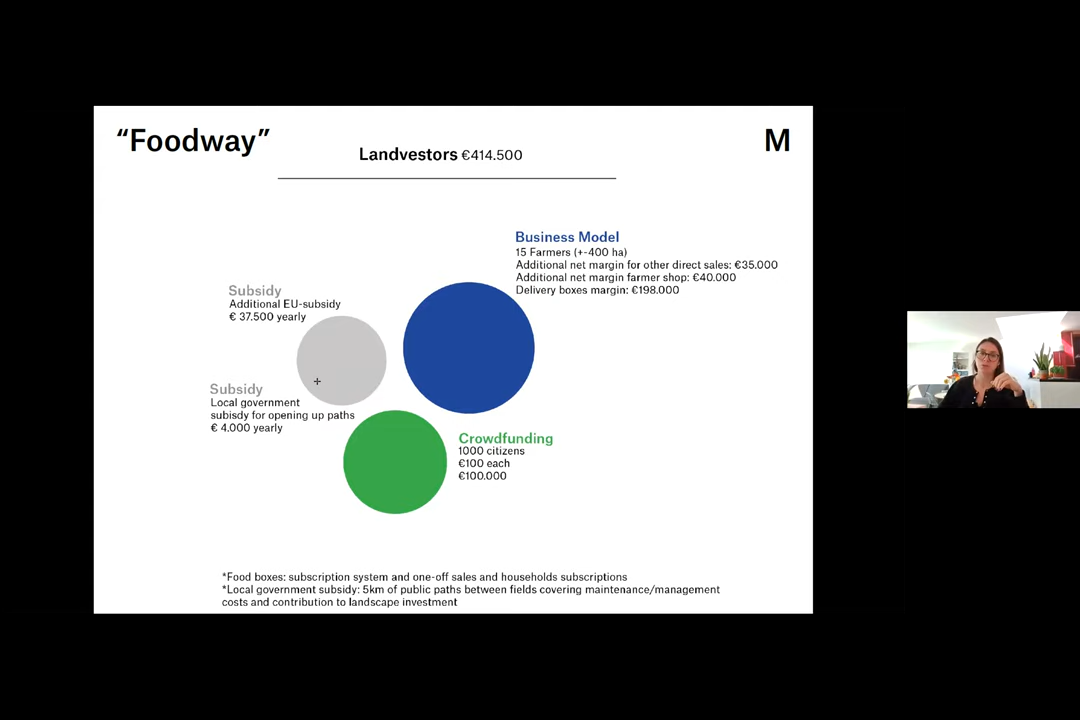 “Foodway”
M
Landvestors €414.500
Business Model
15 Farmers (+-400 ha)
Additional net margin for other direct sales: €35.000
Additional net margin farmer shop: €40.000
Delivery boxes margin: €198.000
Subsidy
Additional EU-subsidy
€ 37.500 yearly
Subsidy
Local government
subisdy for opening up paths
€ 4.000 yearly
Crowdfunding
1000 citizens
€100 each
€100.000
*Food boxes: subscription system and one-off sales and households subscriptions
*Local government subsidy: 5km of public paths between fields covering maintenance/management
costs and contribution to landscape investment